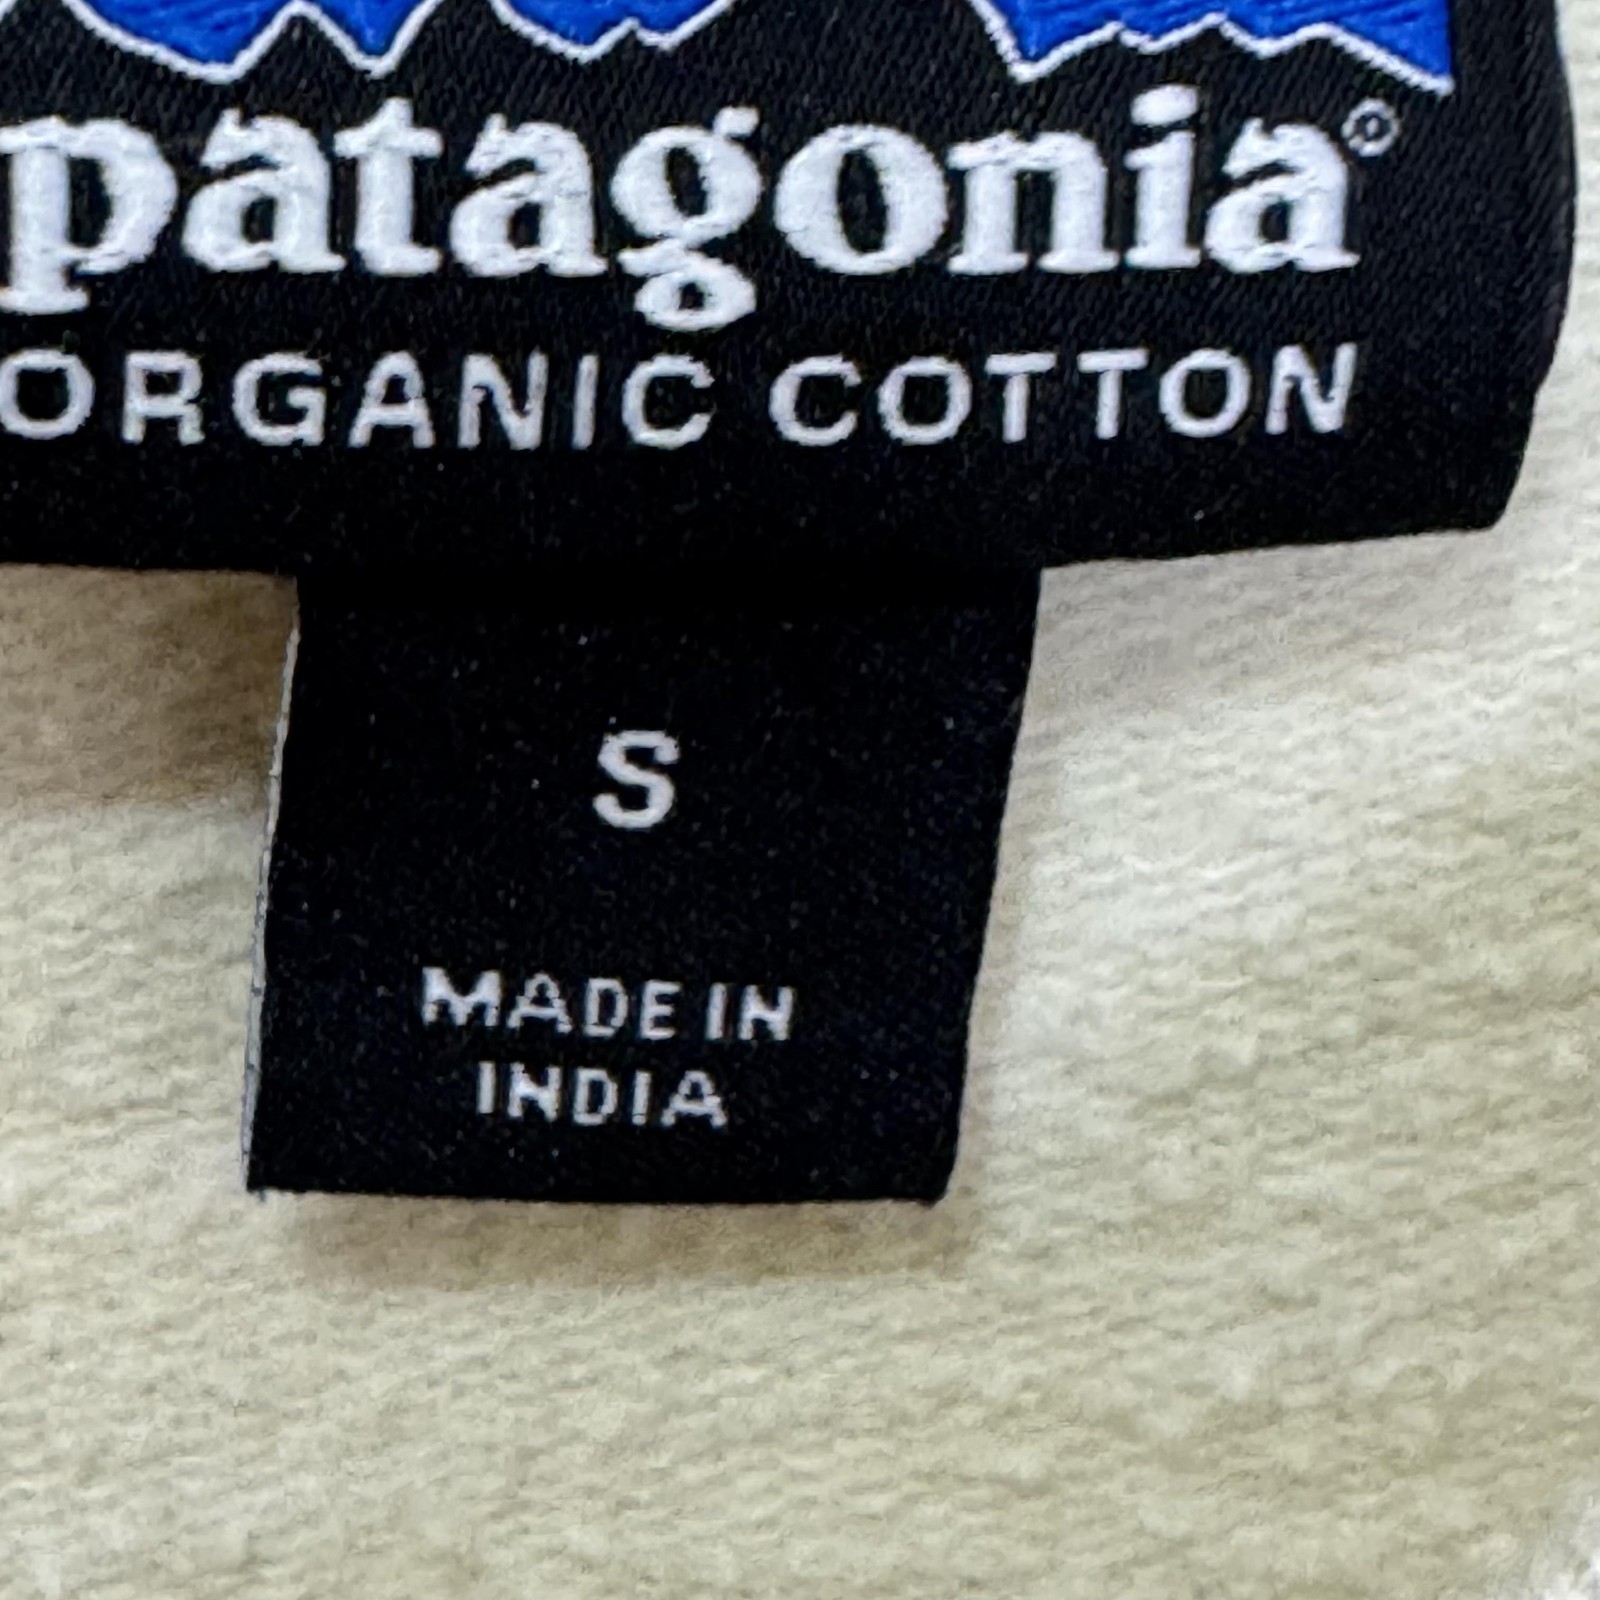 patagonia®
ORGANIC COTTON
S
MADE IN
INDIA